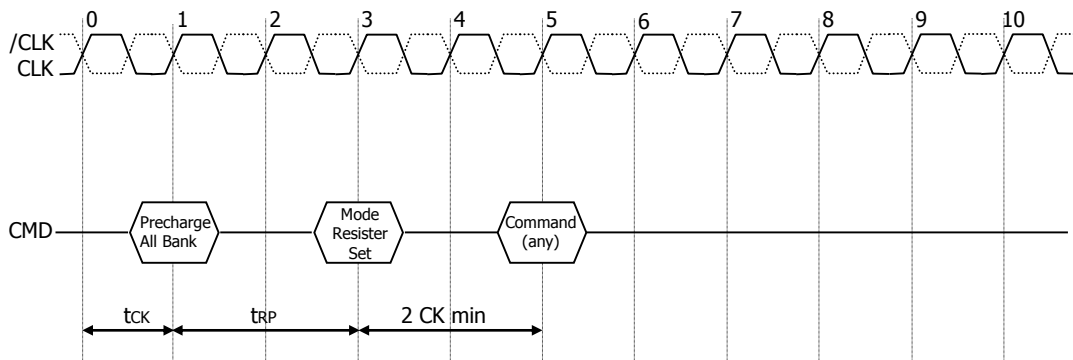 0 1 2 3 4 5 6 7 8 9 10
/CLK
CLK
CMD
Precharge
All Bank
Mode
Resister
Set
Command
(any)
tCK
tRP
2 CK min